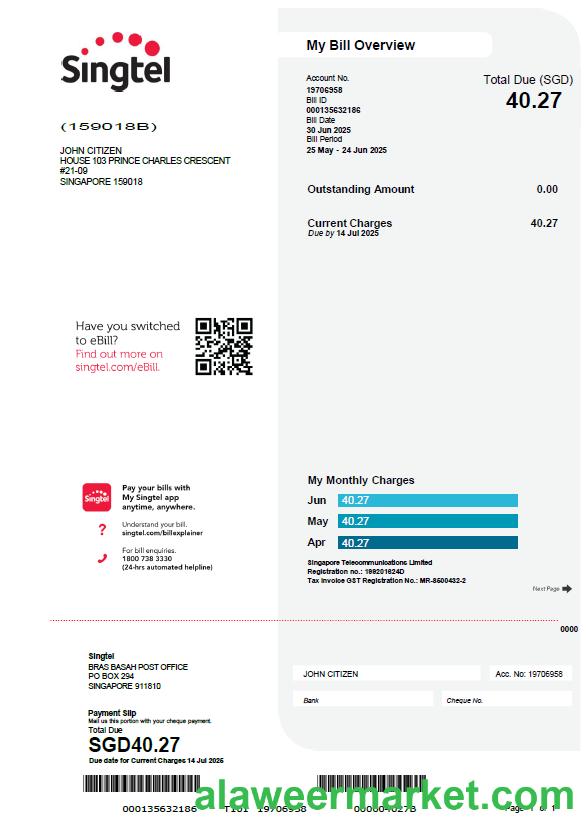 Singtel
My Bill Overview
Account No.
19706958
Bill ID
000135632186
Bill Date
30 Jun 2025
Bill Period
25 May - 24 Jun 2025
Total Due (SGD)
40.27
(159018B)
JOHN CITIZEN
HOUSE 103 PRINCE CHARLES CRESCENT
#21-09
SINGAPORE 159018
Outstanding Amount 0.00
Current Charges 40.27
Due by 14 Jul 2025
Have you switched
to eBill?
Find out more on
singtel.com/eBill.
My Monthly Charges
Jun 40.27
May 40.27
Apr 40.27
Singtel
Pay your bills with
My Singtel app
anytime, anywhere.
? Understand your bill.
singtel.com/billexplainer
For bill enquiries.
1800 738 3330
(24-hrs automated helpline)
Singapore Telecommunications Limited
Registration no.: 199201624D
Tax Invoice GST Registration No.: MR-8500432-2
Next Page
0000
Singtel
BRAS BASAH POST OFFICE
PO BOX 294
SINGAPORE 911810
JOHN CITIZEN
Acc. No: 19706958
Bank
Cheque No.
Payment Slip
Mail us this portion with your cheque payment.
Total Due
SGD40.27
Due date for Current Charges 14 Jul 2025
000135632186
19706958
alaweermarket.com